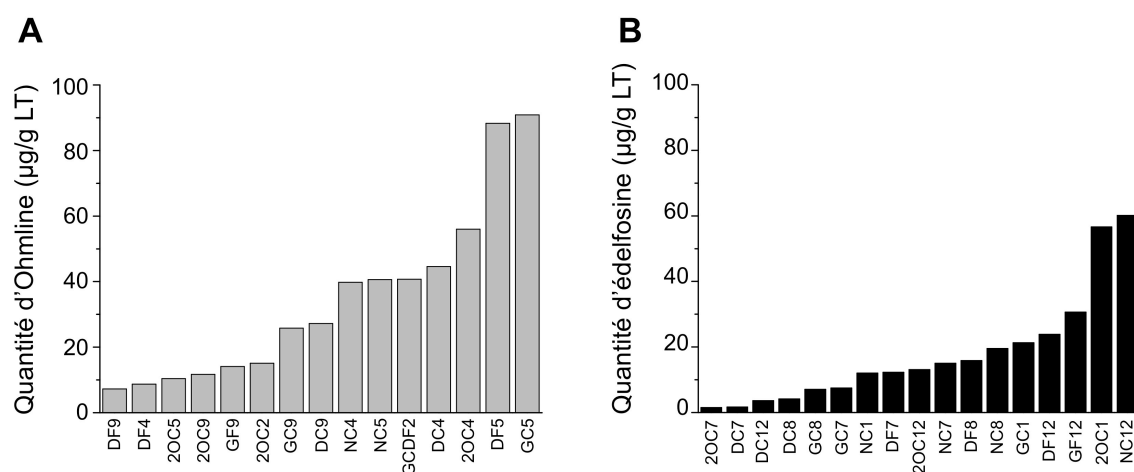 A
Quantité d'Ohmline (µg/g LT)
100
80
60
40
20
0
DF9
DF4
2OC5
2OC9
GF9
2OC2
GC9
DC9
NC4
NC5
GCDF2
DC4
2OC4
DF5
GC5
B
Quantité d'édelfosine (µg/g LT)
100
80
60
40
20
0
2OC7
DC7
DC12
DC8
GC8
GC7
NC1
DF7
2OC12
NC7
DF8
NC8
GC1
DF12
GF12
2OC1
NC12